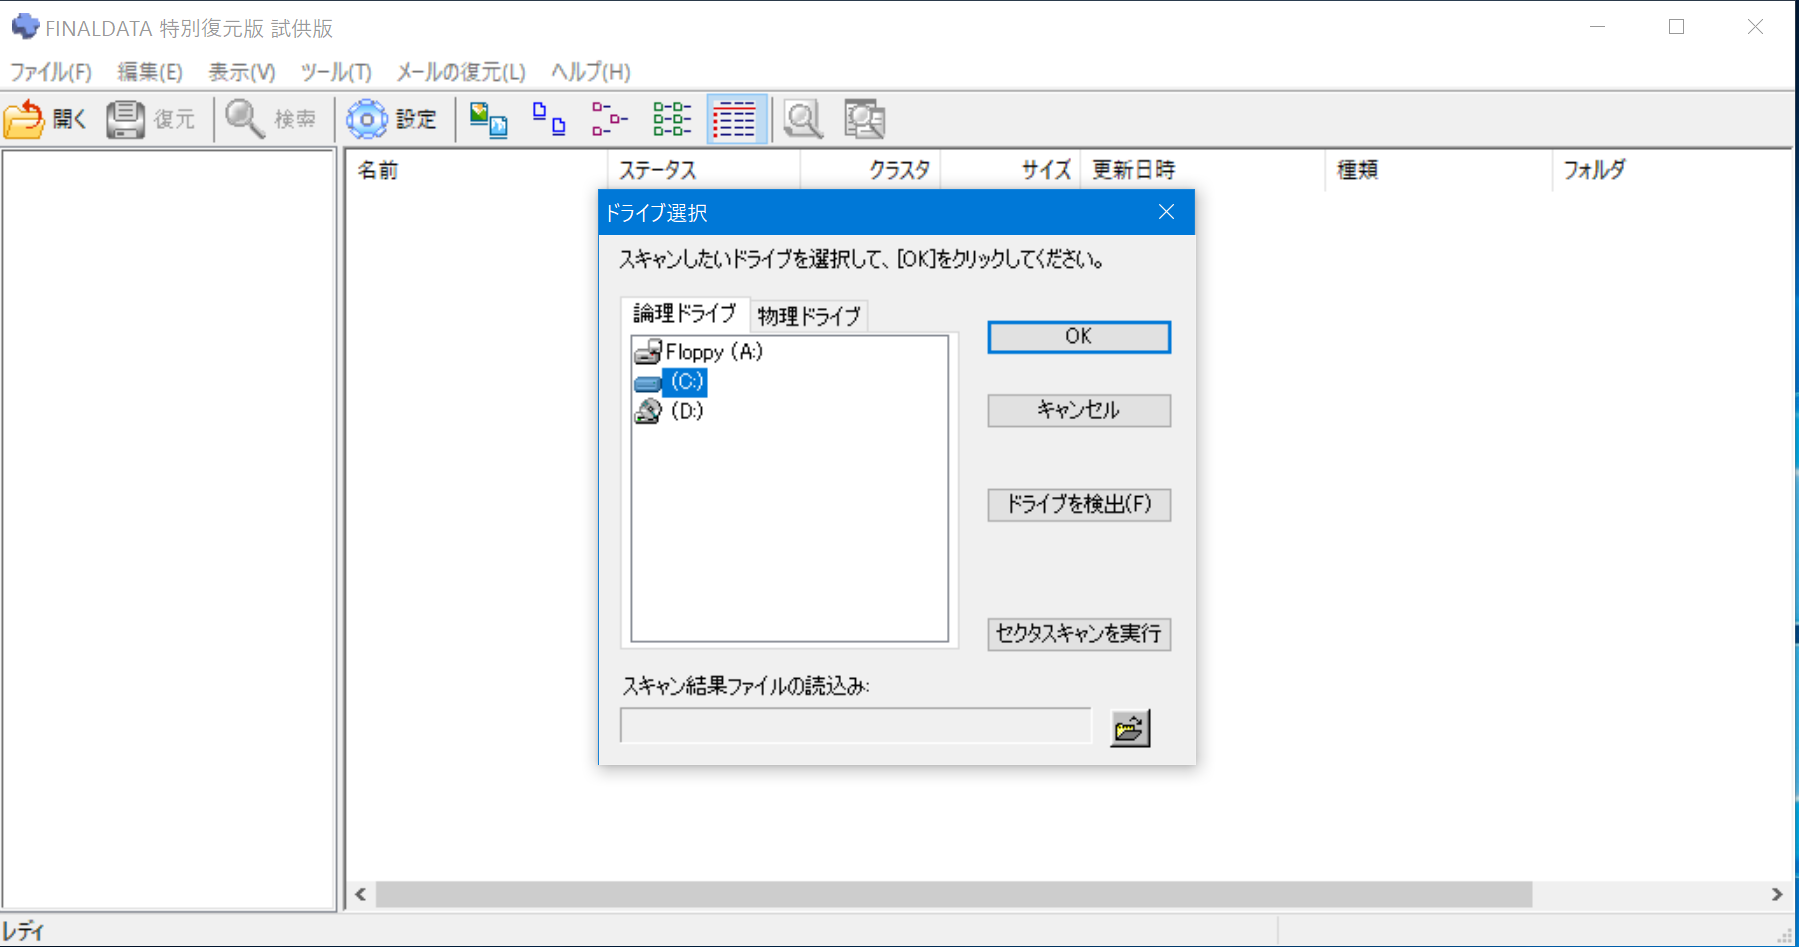 FINALDATA 特別復元版 試供版
ファイル(F) 編集(E) 表示(V) ツール(T) メールの復元(L) ヘルプ(H)
開く 復元 検索 設定
名前 ステータス クラスタ サイズ 更新日時 種類 フォルダ
ドライブ選択
スキャンしたいドライブを選択して、[OK]をクリックしてください。
論理ドライブ 物理ドライブ
Floppy (A:)
(C:)
(D:)
OK
キャンセル
ドライブを検出(F)
セクタスキャンを実行
スキャン結果ファイルの読込み:
レディ